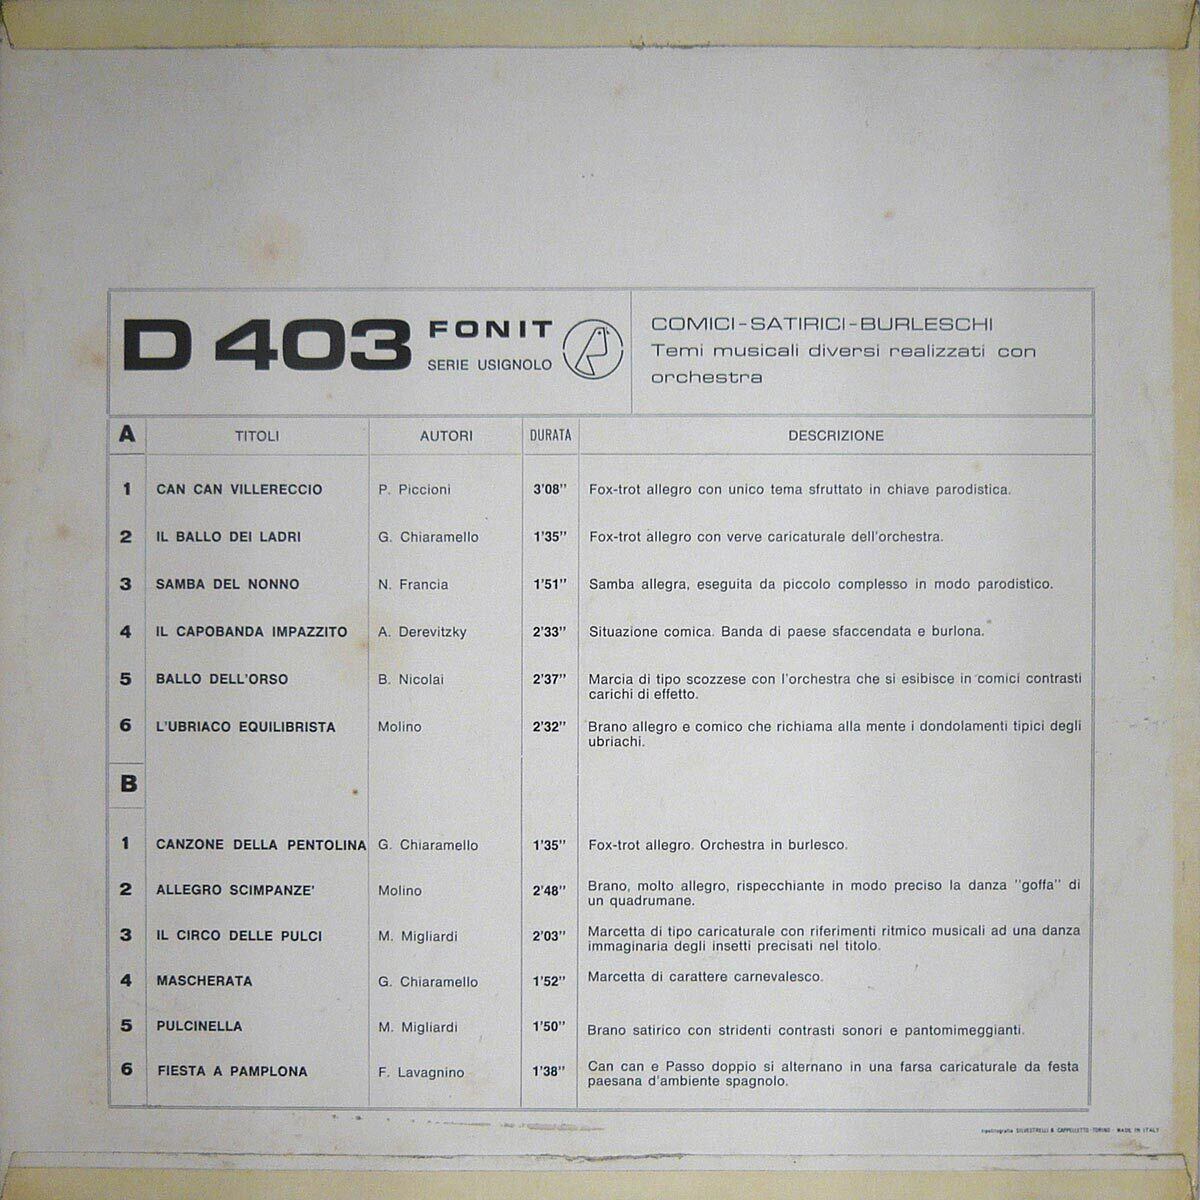 D 403 FONIT
SERIE USIGNOLO
COMICI-SATIRICI-BURLESCHI
Temi musicali diversi realizzati con
orchestra
A TITOLI AUTORI DURATA DESCRIZIONE
1 CAN CAN VILLERECCIO P. Piccioni 3'08" Fox-trot allegro con unico tema sfruttato in chiave parodistica.
2 IL BALLO DEI LADRI G. Chiaramello 1'35" Fox-trot allegro con verve caricaturale dell'orchestra.
3 SAMBA DEL NONNO N. Francia 1'51" Samba allegra, eseguita da piccolo complesso in modo parodistico.
4 IL CAPOBANDA IMPAZZITO A. Derevitzky 2'33" Situazione comica. Banda di paese sfaccendata e burlona.
5 BALLO DELL'ORSO B. Nicolai 2'37" Marcia di tipo scozzese con l'orchestra che si esibisce in comici contrasti
carichi di effetto.
6 L'UBRIACO EQUILIBRISTA Molino 2'32" Brano allegro e comico che richiama alla mente i dondolamenti tipici degli
ubriachi.
B
1 CANZONE DELLA PENTOLINA G. Chiaramello 1'35" Fox-trot allegro. Orchestra in burlesco.
2 ALLEGRO SCIMPANZE' Molino 2'48" Brano, molto allegro, rispecchiante in modo preciso la danza "goffa" di
un quadrumane.
3 IL CIRCO DELLE PULCI M. Migliardi 2'03" Marcetta di tipo caricaturale con riferimenti ritmico musicali ad una danza
immaginaria degli insetti precisati nel titolo.
4 MASCHERATA G. Chiaramello 1'52" Marcetta di carattere carnevalesco.
5 PULCINELLA M. Migliardi 1'50" Brano satirico con stridenti contrasti sonori e pantomimeggianti.
6 FIESTA A PAMPLONA F. Lavagnino 1'38" Can can e Passo doppio si alternano in una farsa caricaturale da festa
paesana d'ambiente spagnolo.
tipolitografia SILVESTRELLI & CAPPELLETTO - TORINO - MADE IN ITALY